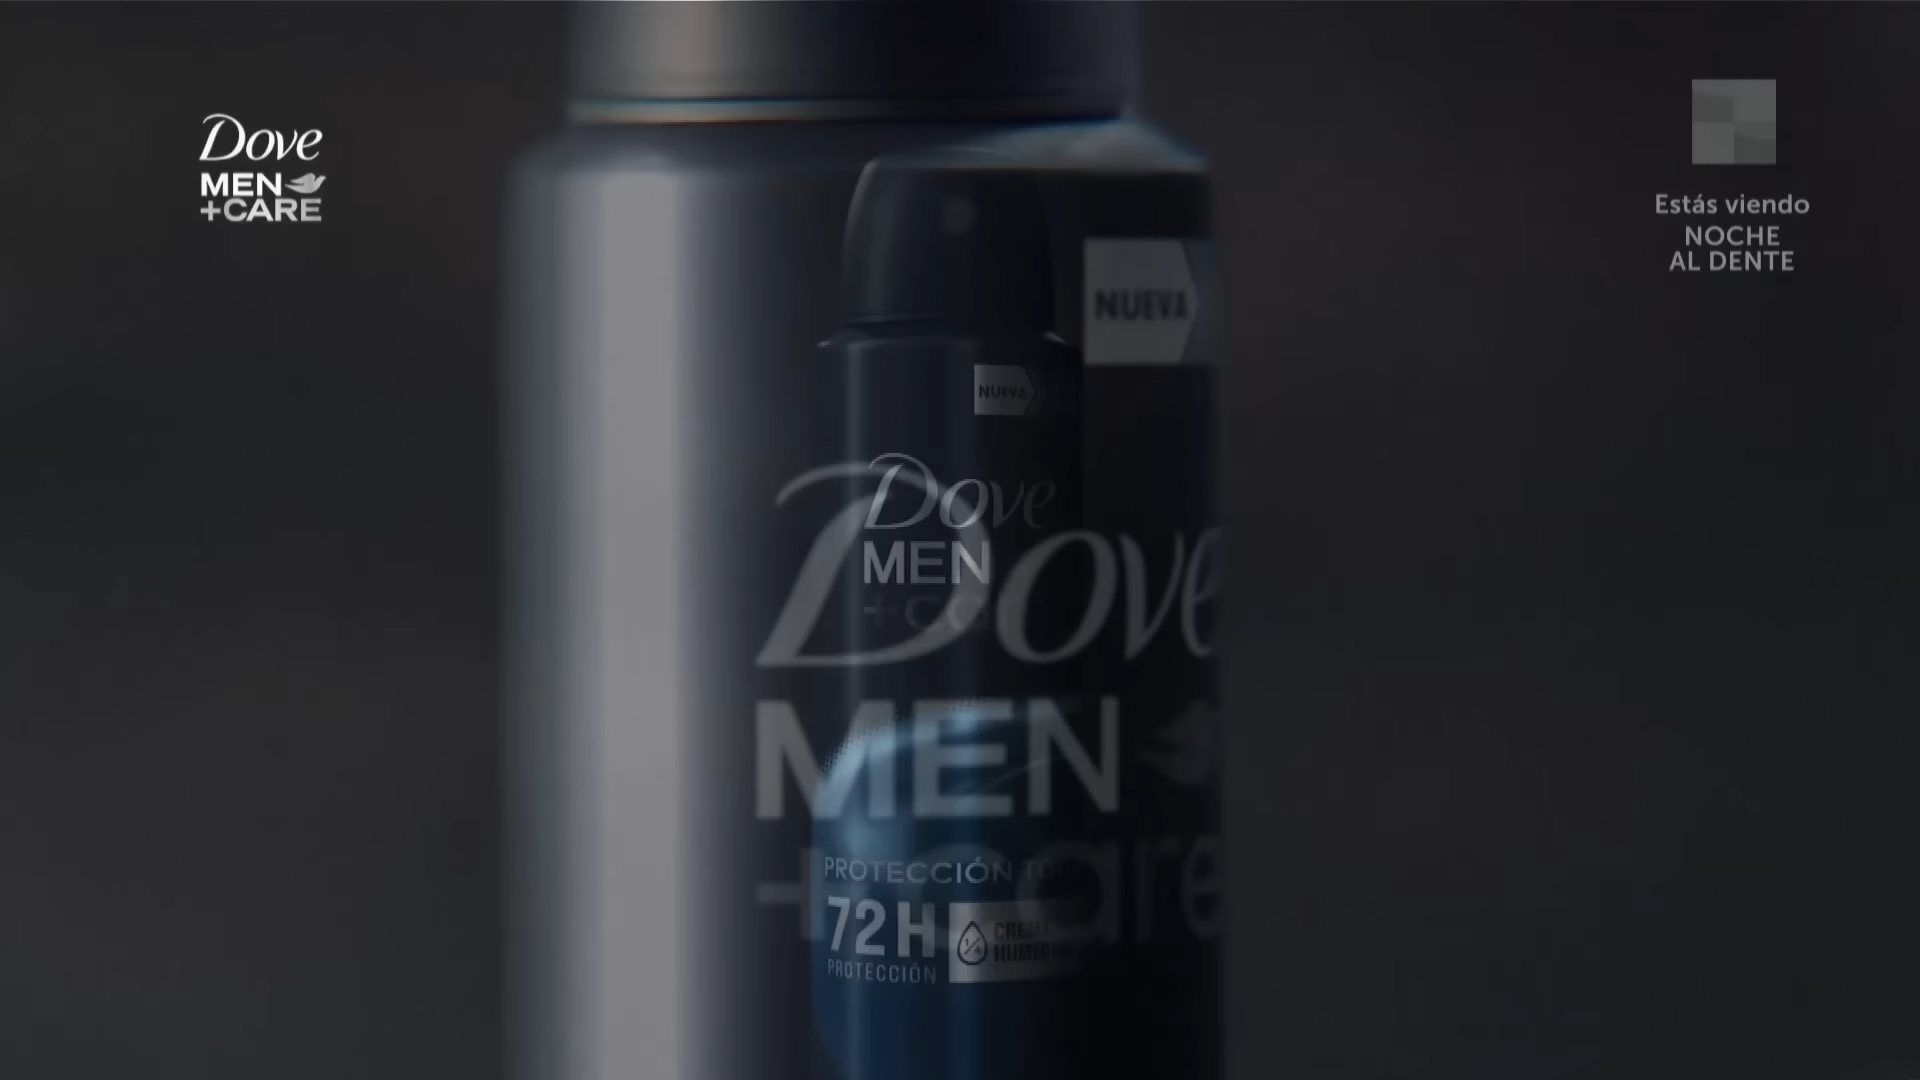 Dove
MEN
+CARE
Estás viendo
NOCHE
AL DENTE
NUEVA
NUEVA
Dove
MEN
Dove
MEN
+care
PROTECCIÓN
72H
PROTECCIÓN